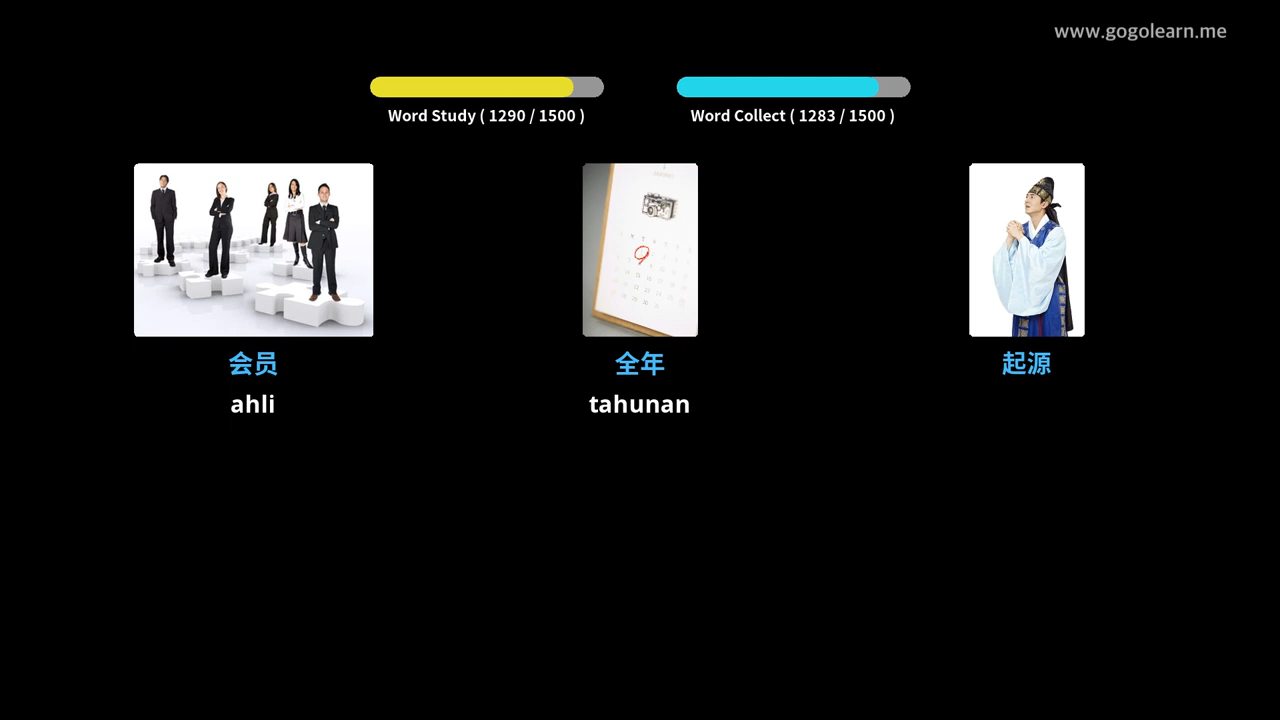 www.gogolearn.me
Word Study ( 1290 / 1500 )
Word Collect ( 1283 / 1500 )
会员
全年
起源
ahli
tahunan